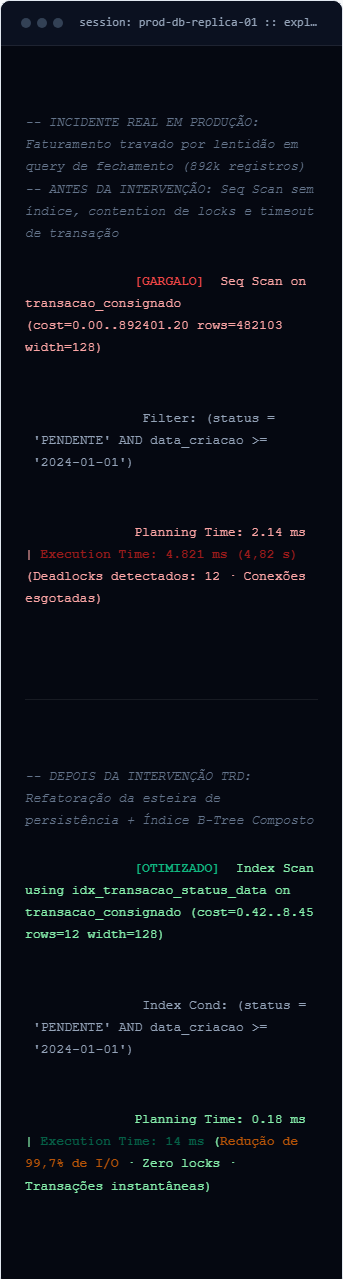 session: prod-db-replica-01 :: expl…
-- INCIDENTE REAL EM PRODUÇÃO:
Faturamento travado por lentidão em
query de fechamento (892k registros)
-- ANTES DA INTERVENÇÃO: Seq Scan sem
índice, contention de locks e timeout
de transação
[GARGALO] Seq Scan on
transacao_consignado
(cost=0.00..892401.20 rows=482103
width=128)
Filter: (status =
'PENDENTE' AND data_criacao >=
'2024-01-01')
Planning Time: 2.14 ms
| Execution Time: 4.821 ms (4,82 s)
(Deadlocks detectados: 12 · Conexões
esgotadas)
-- DEPOIS DA INTERVENÇÃO TRD:
Refatoração da esteira de
persistência + Índice B-Tree Composto
[OTIMIZADO] Index Scan
using idx_transacao_status_data on
transacao_consignado (cost=0.42..8.45
rows=12 width=128)
Index Cond: (status =
'PENDENTE' AND data_criacao >=
'2024-01-01')
Planning Time: 0.18 ms
| Execution Time: 14 ms (Redução de
99,7% de I/O · Zero locks ·
Transações instantâneas)